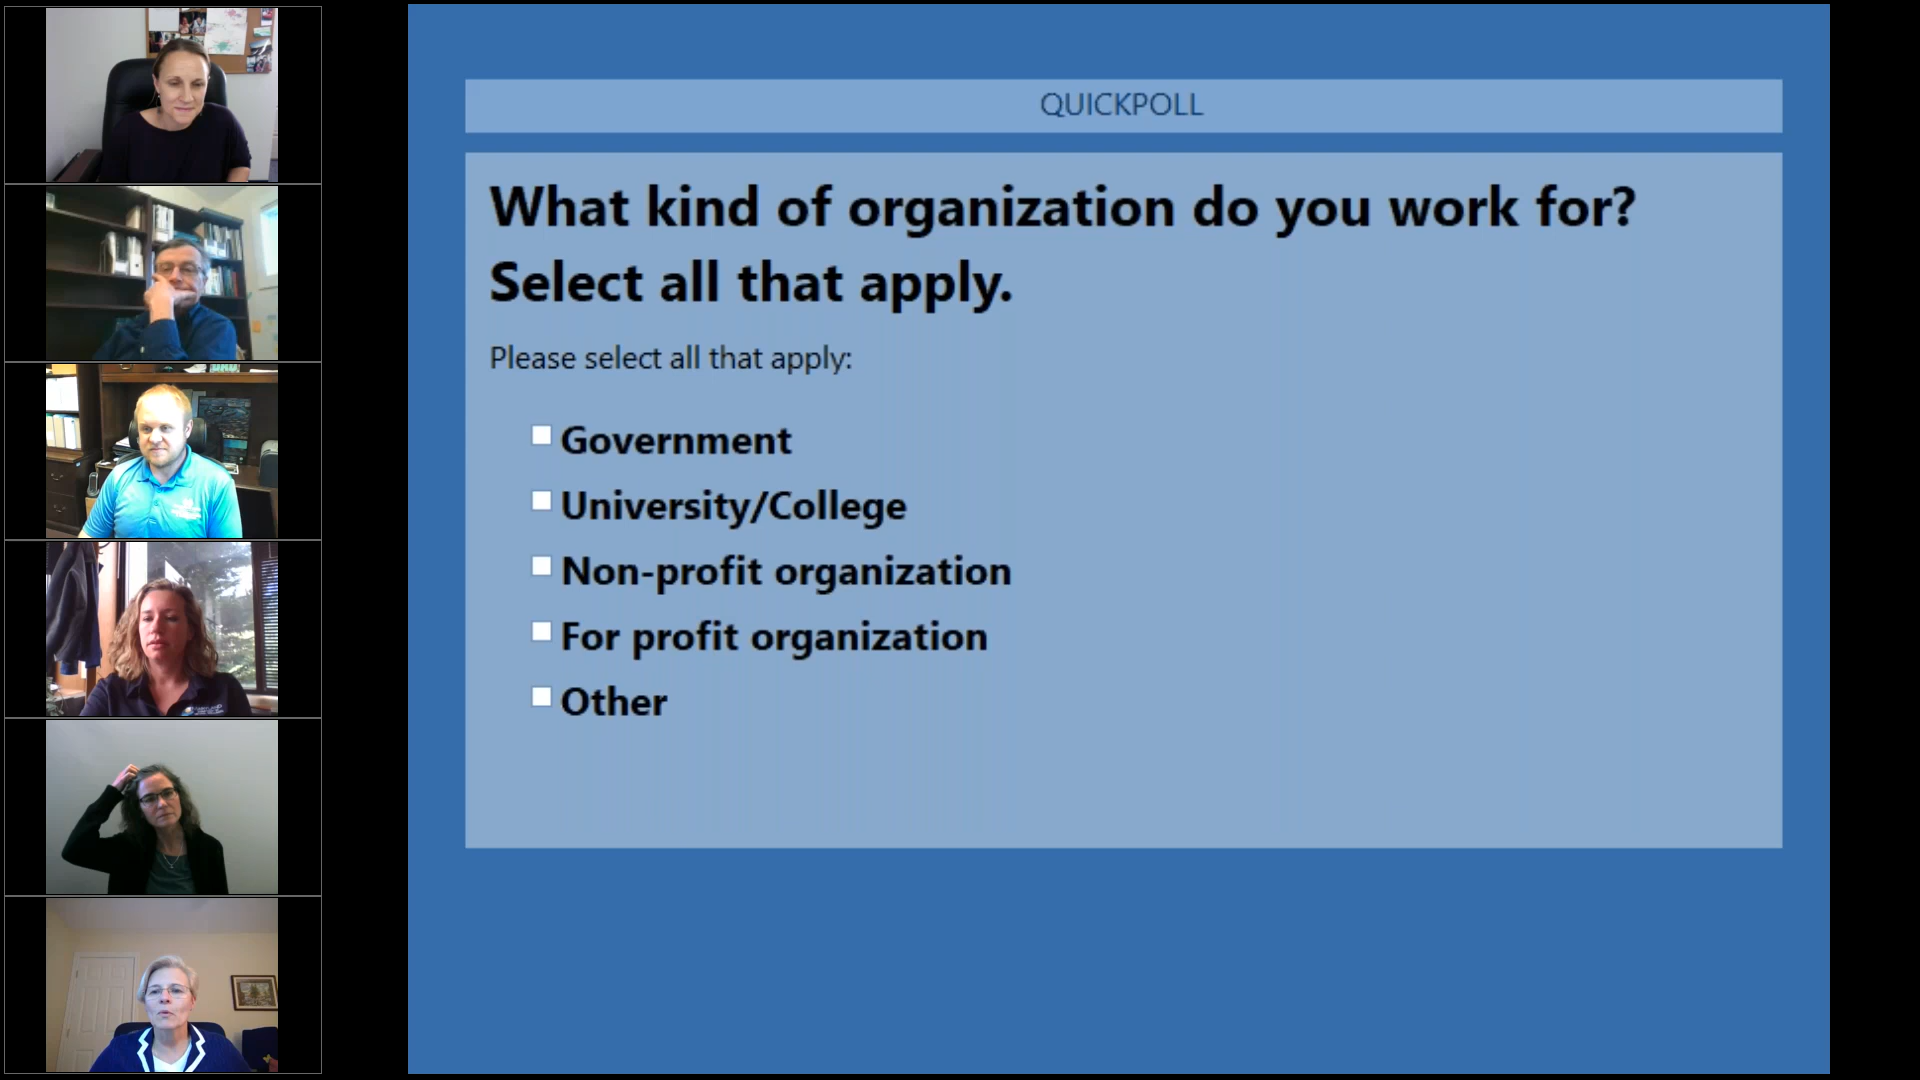 QUICKPOLL
What kind of organization do you work for?
Select all that apply.
Please select all that apply:
Government
University/College
Non-profit organization
For profit organization
Other